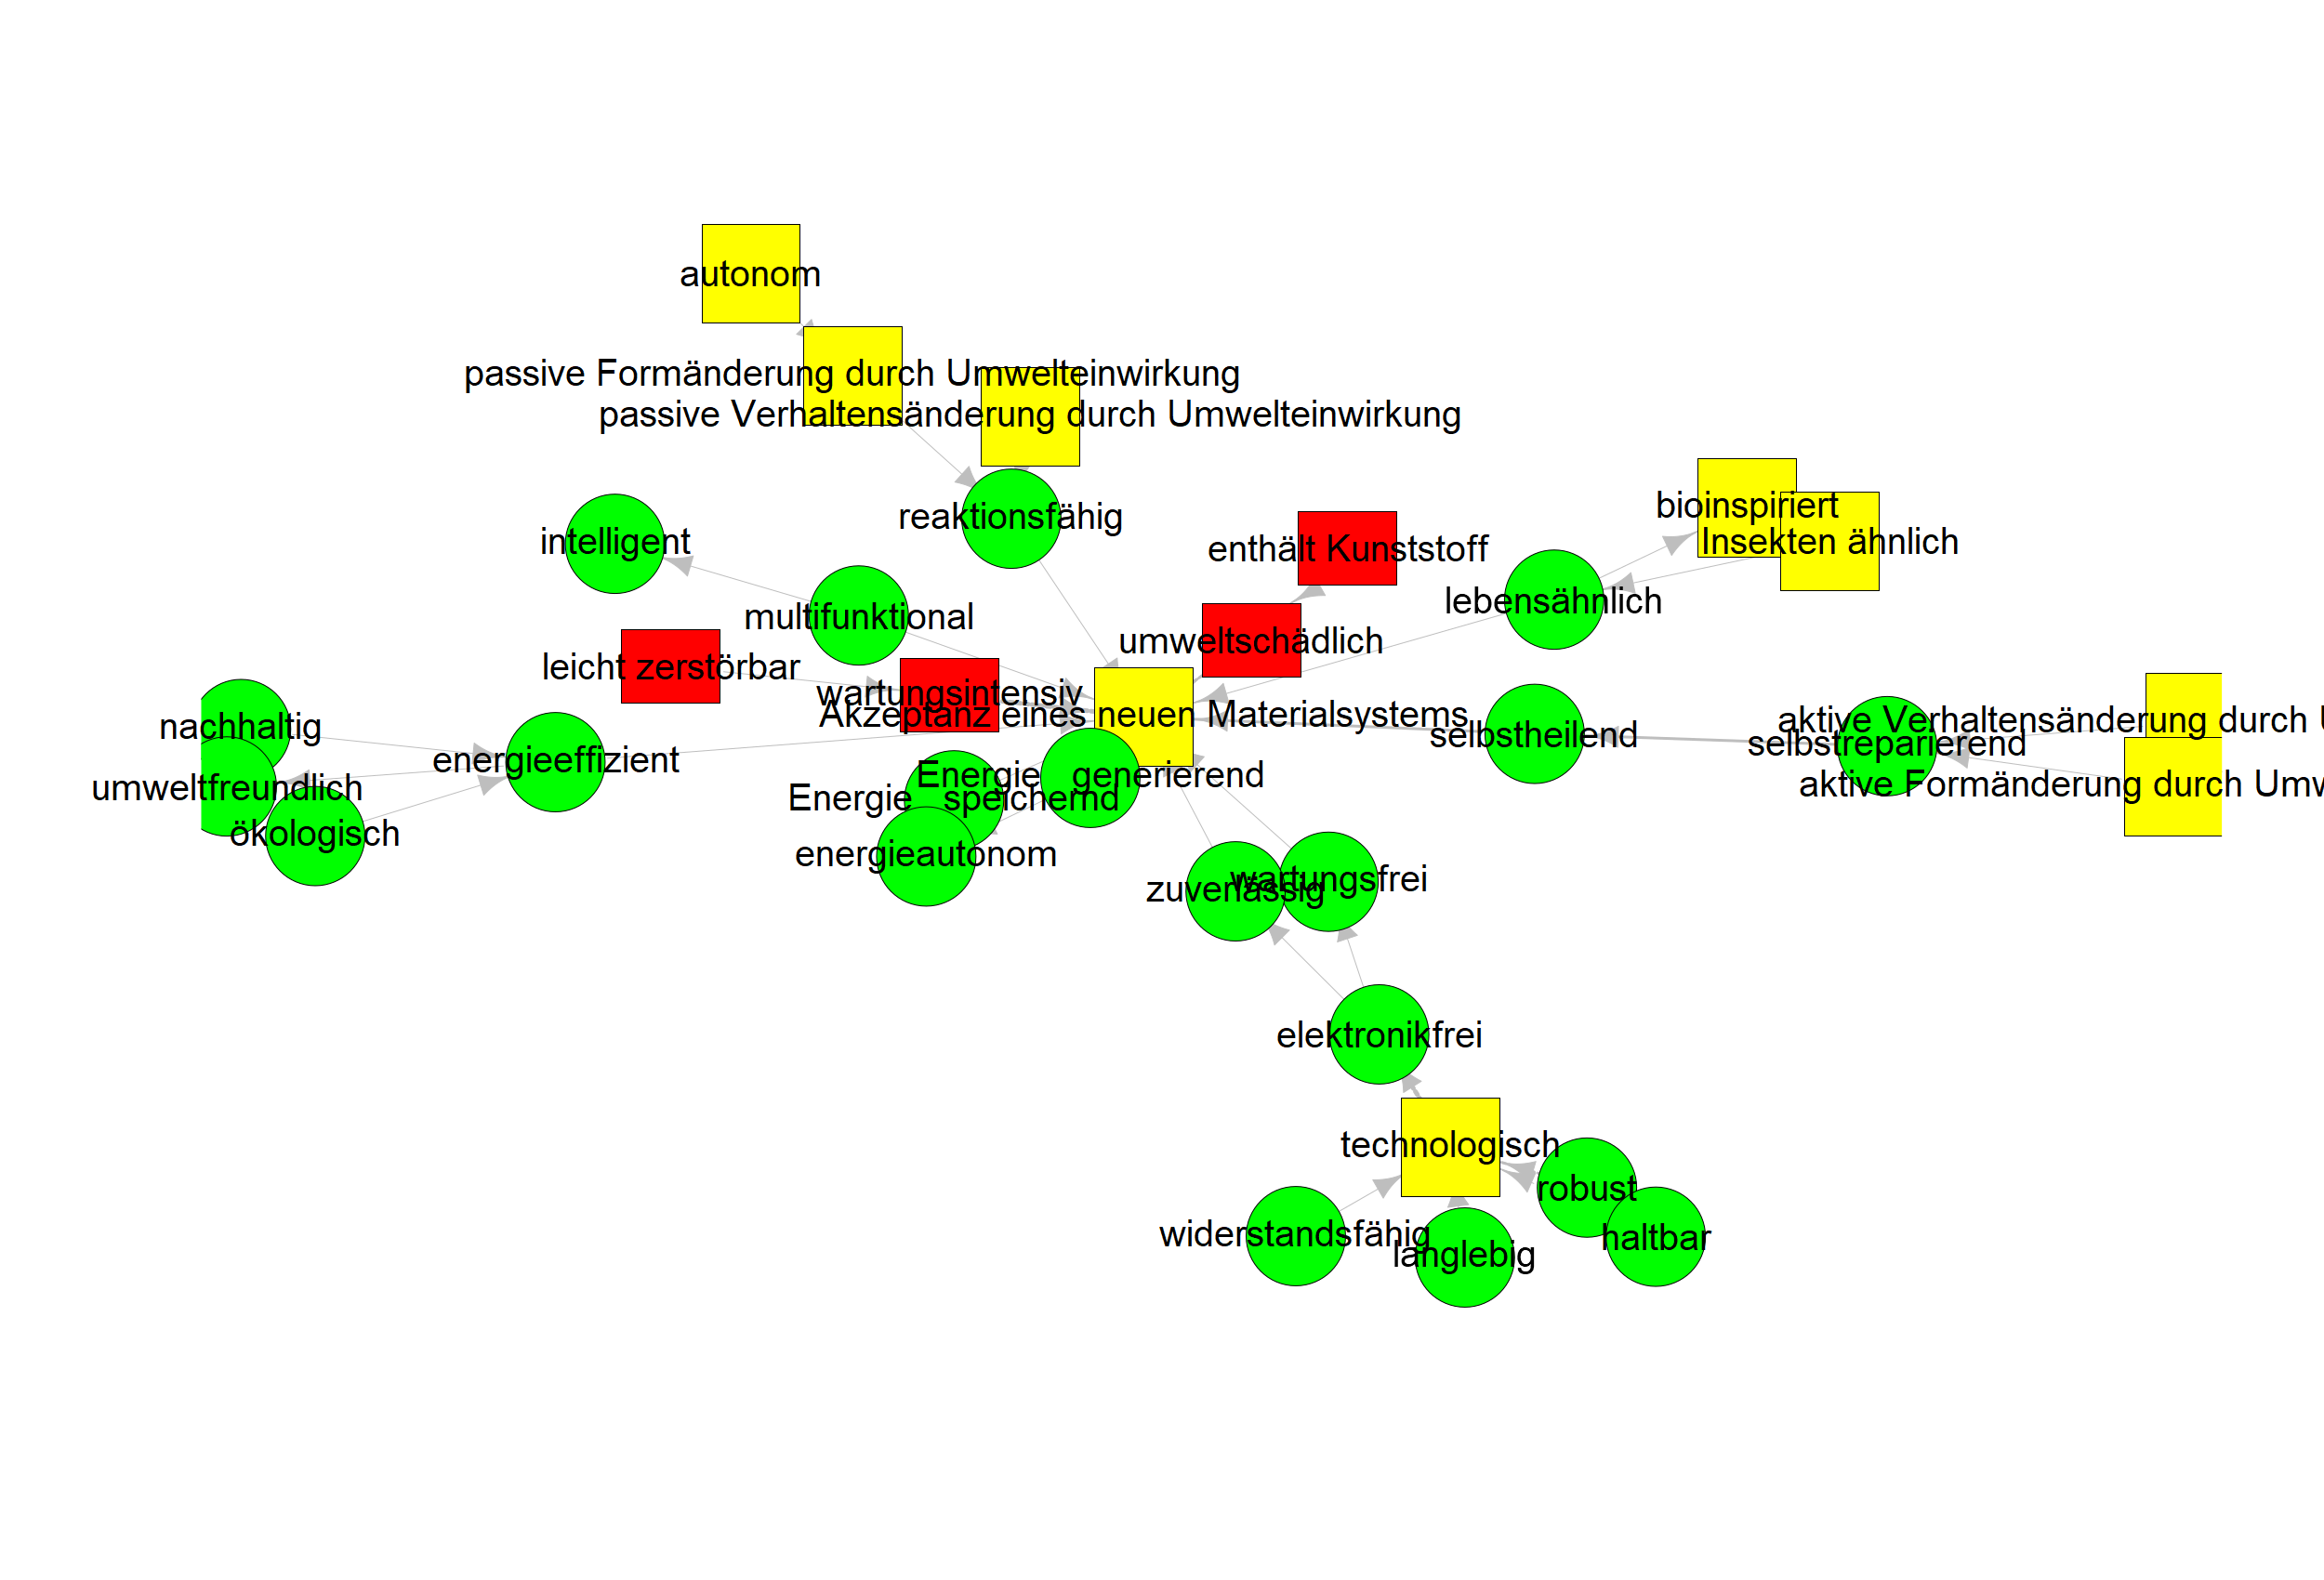 autonom
passive Formänderung durch Umwelteinwirkung
passive Verhaltensänderung durch Umwelteinwirkung
bioinspiriert
reaktionsfähig
intelligent
enthält Kunststoff
Insekten ähnlich
lebensähnlich
multifunktional
umweltschädlich
leicht zerstörbar
wartungsintensiv
Akzeptanz eines neuen Materialsystems
nachhaltig
aktive Verhaltensänderung durch
selbstheilend
selbstreparierend
energieeffizient
Energie generierend
umweltfreundlich
Energie speichernd
aktive Formänderung durch
ökologisch
energieautonom
wartungsfrei
zuverlässig
elektronikfrei
technologisch
robust
widerstandsfähig
haltbar
langlebig